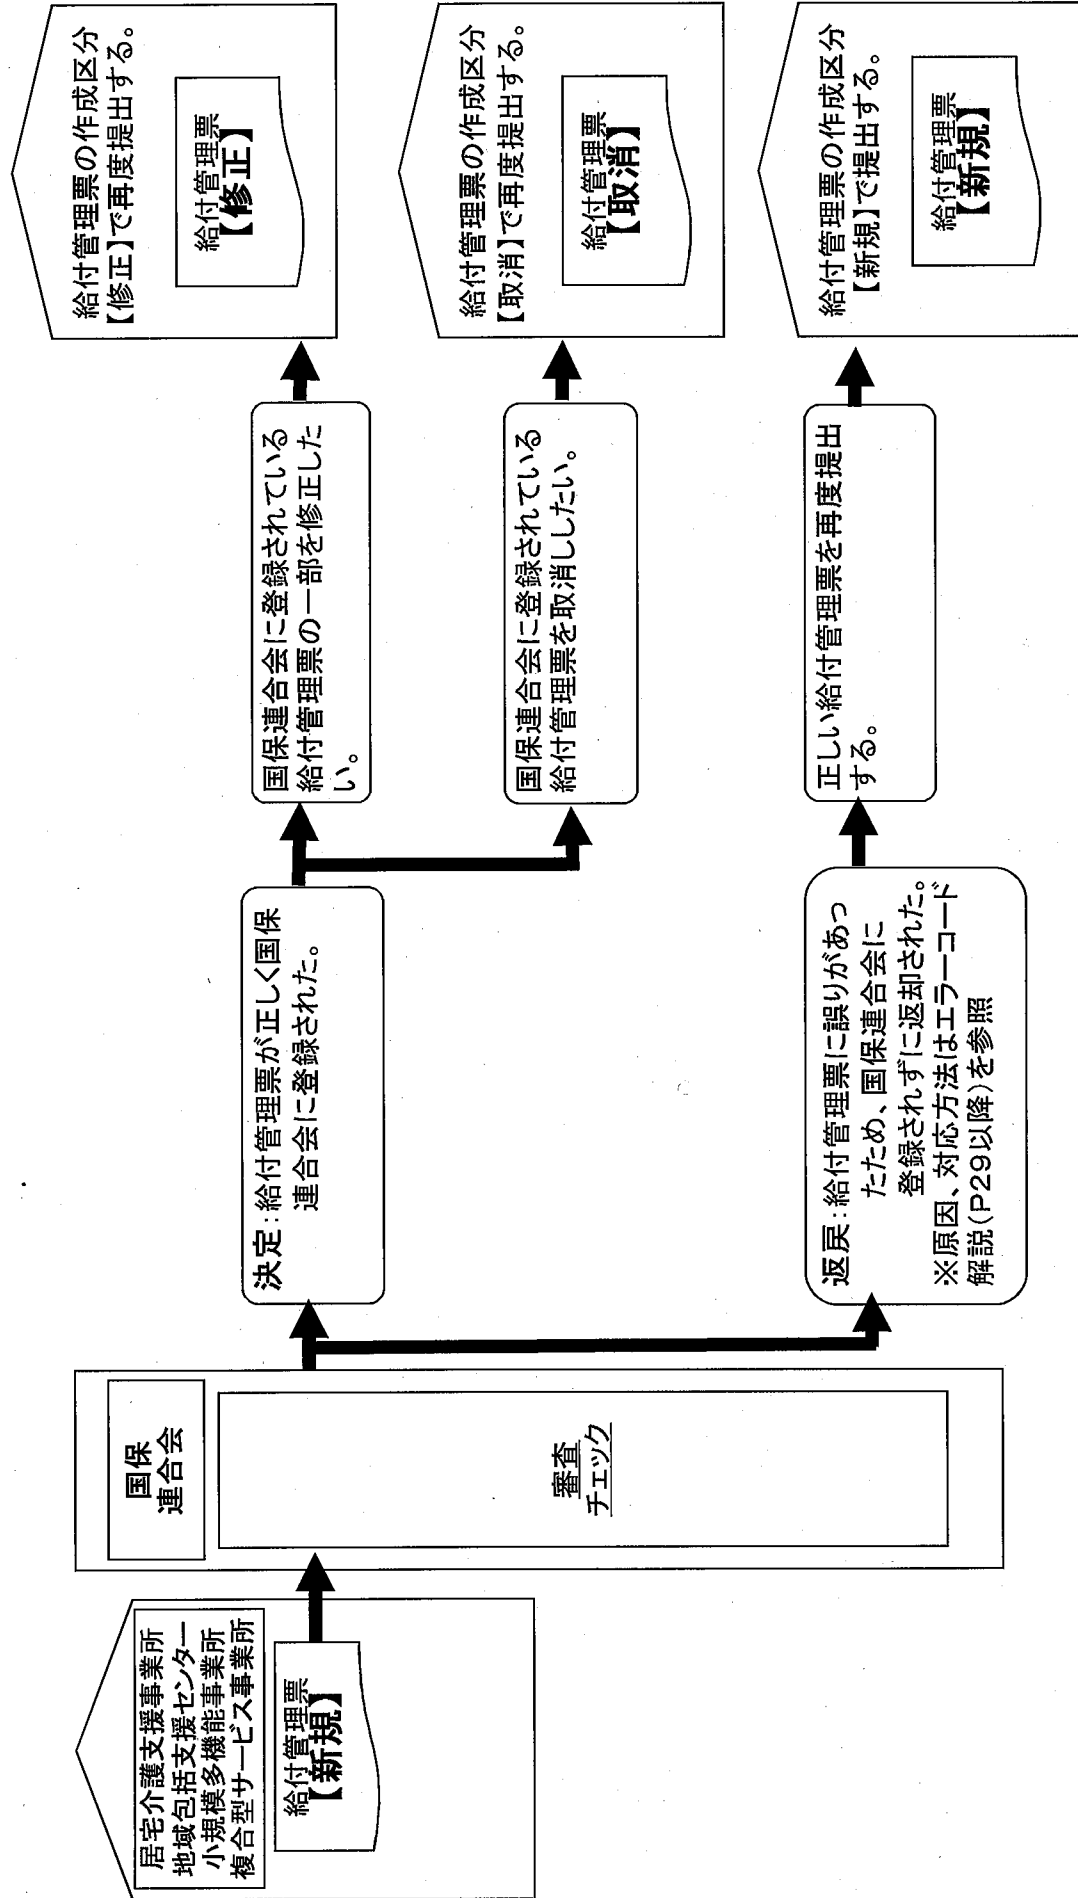 居宅介護支援事業所
地域包括支援センター
小規模多機能事業所
複合型サービス事業所
給付管理票
【新規】
国保
連合会
審査
チェック
決定：給付管理票が正しく国保
連合会に登録された。
国保連合会に登録されている
給付管理票の一部を修正した
い。
給付管理票の作成区分
【修正】で再度提出する。
給付管理票
【修正】
国保連合会に登録されている
給付管理票を取消ししたい。
給付管理票の作成区分
【取消】で再度提出する。
給付管理票
【取消】
返戻：給付管理票に誤りがあっ
たため、国保連合会に
登録されずに返却された。
※原因、対応方法はエラーコード
解説（P29以降）を参照
正しい給付管理票を再度提出
する。
給付管理票の作成区分
【新規】で提出する。
給付管理票
【新規】